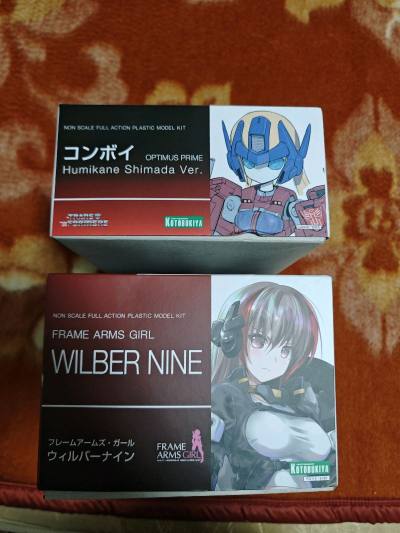 NON SCALE FULL ACTION PLASTIC MODEL KIT
コンボイ OPTIMUS PRIME
Humikane Shimada Ver.
TRANSFORMERS
KOTOBUKIYA
NON SCALE FULL ACTION PLASTIC MODEL KIT
FRAME ARMS GIRL
WILBER NINE
フレームアームズ・ガール
ウィルバーナイン
FRAME
ARMS GIRL
KOTOBUKIYA